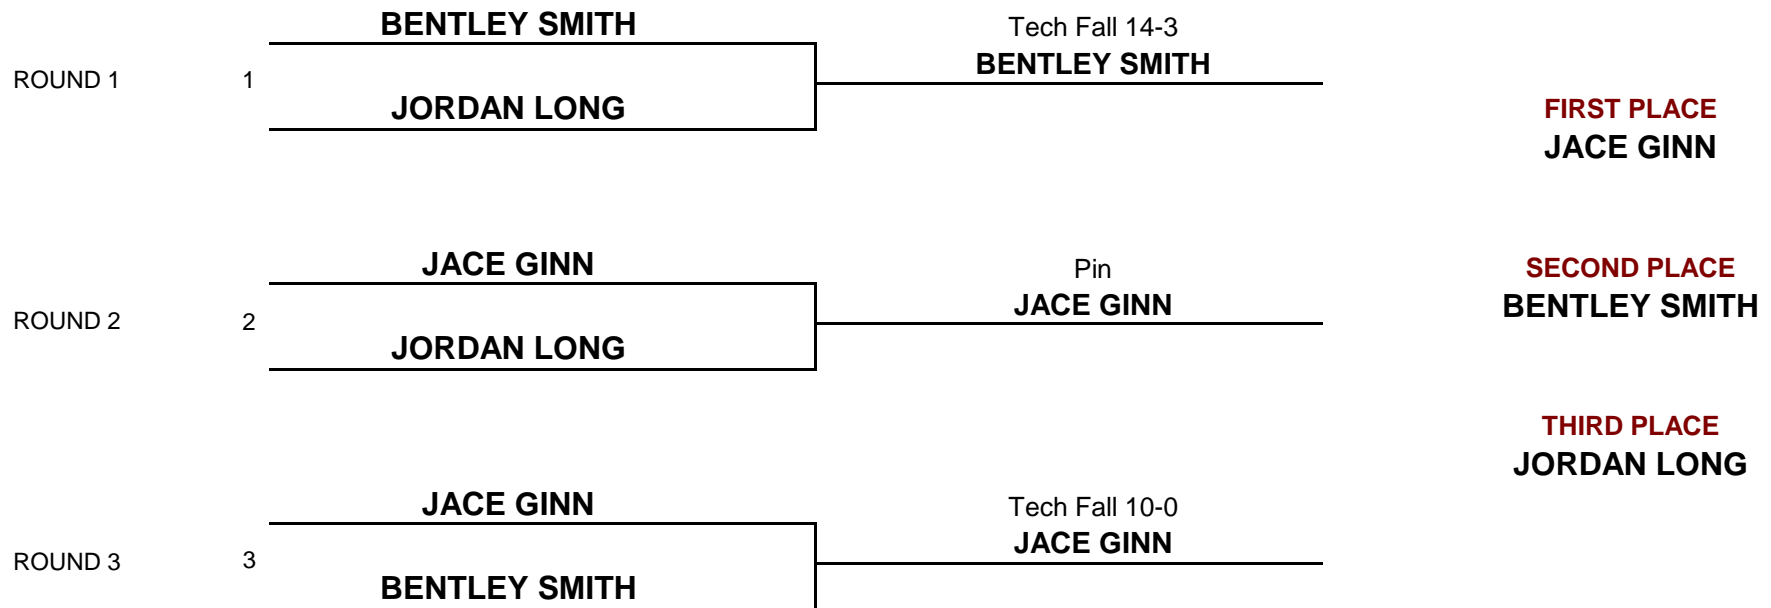 BENTLEY SMITH
Tech Fall 14-3
BENTLEY SMITH
ROUND 1
1
JORDAN LONG
FIRST PLACE
JACE GINN
JACE GINN
Pin
SECOND PLACE
JACE GINN
BENTLEY SMITH
ROUND 2
2
JORDAN LONG
THIRD PLACE
JORDAN LONG
JACE GINN
Tech Fall 10-0
JACE GINN
ROUND 3
3
BENTLEY SMITH